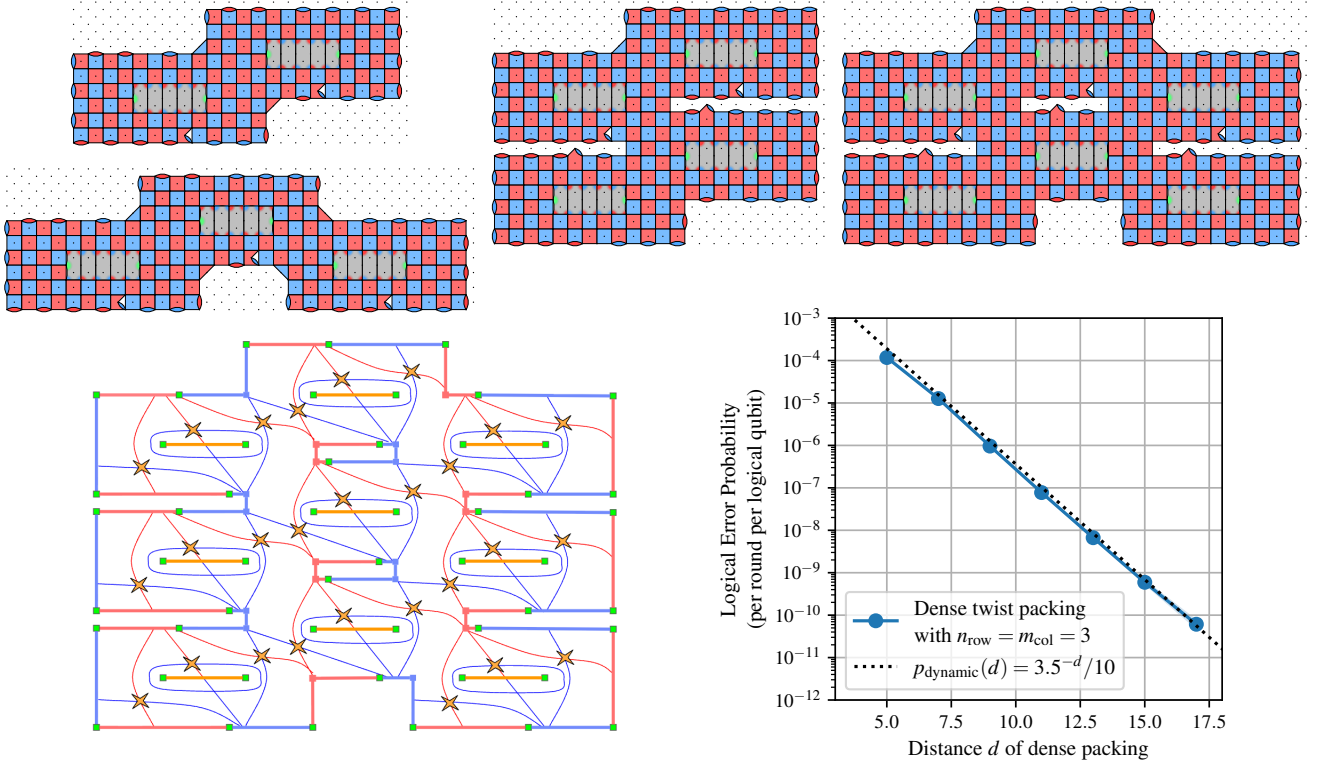 10⁻³
10⁻⁴
10⁻⁵
10⁻⁶
10⁻⁷
10⁻⁸
10⁻⁹
10⁻¹⁰
10⁻¹¹
10⁻¹²
Logical Error Probability
(per round per logical qubit)
Dense twist packing
with n_row = m_col = 3
p_dynamic(d) = 3.5⁻ᵈ/10
5.0 7.5 10.0 12.5 15.0 17.5
Distance d of dense packing